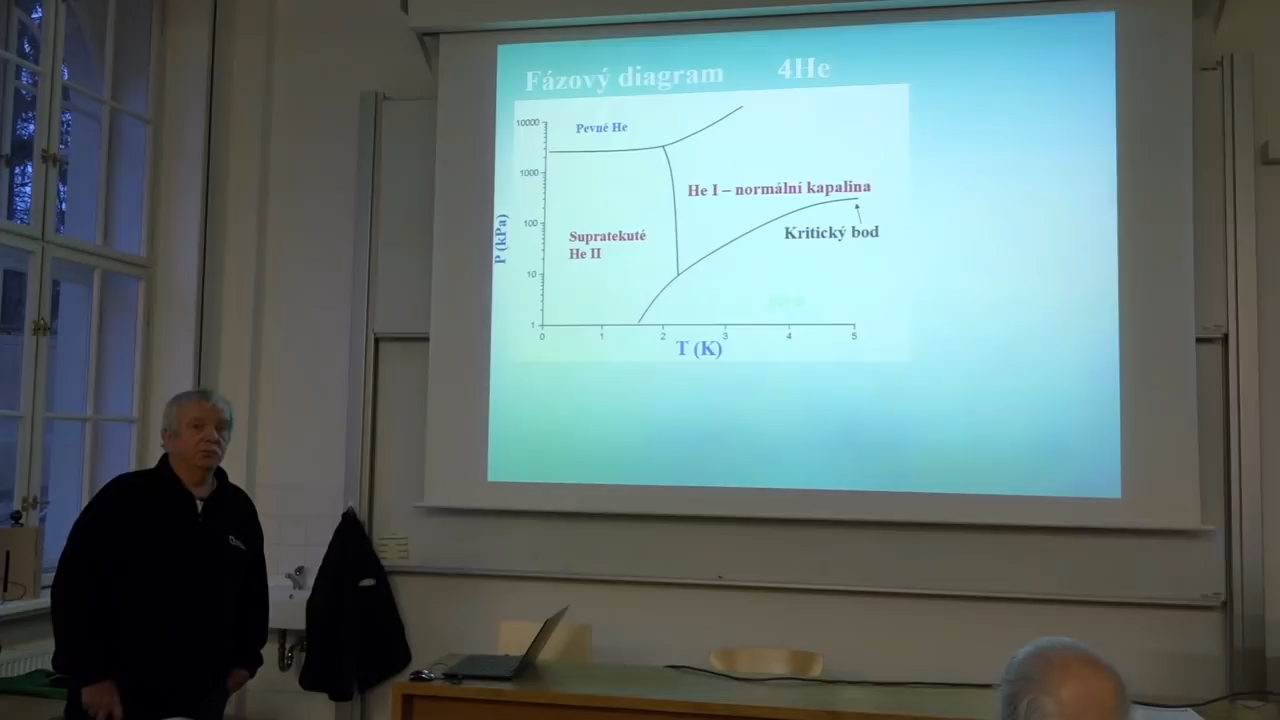 Fázový diagram 4He
10000
Pevné He
1000
He I – normální kapalina
100
Kritický bod
P (kPa)
Supratekuté
He II
10
1
0 1 2 3 4 5
T (K)